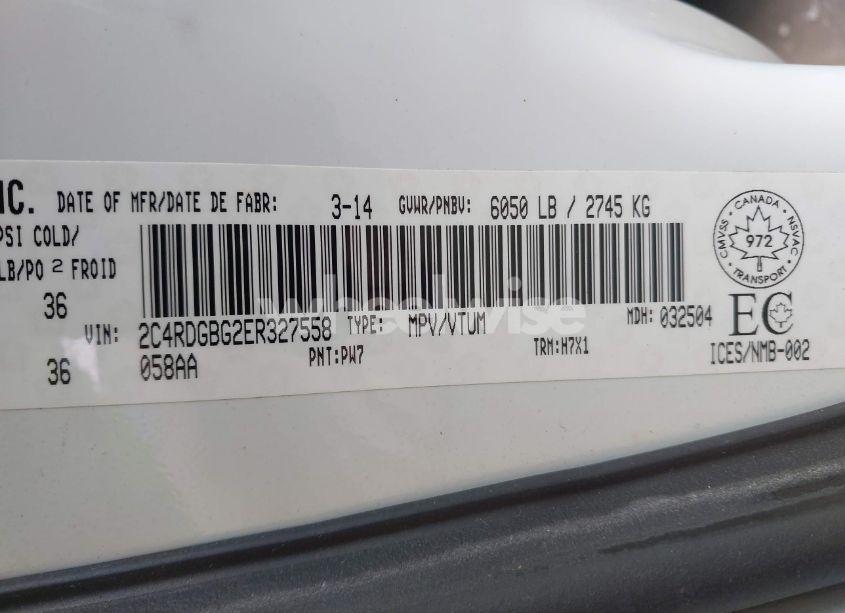 NC. DATE OF MFR/DATE DE FABR: 3-14 GVWR/PNBV: 6050 LB / 2745 KG
PSI COLD/
LB/PO 2 FROID
36
VIN: 2C4RDGBG2ER327558 TYPE: MPV/VTUM MDH: 032504
36 058AA PNT:PW7 TRM:H7X1
CMVSS • CANADA • NSVAC
972
TRANSPORT
EC
ICES/NMB-002
wheelwise